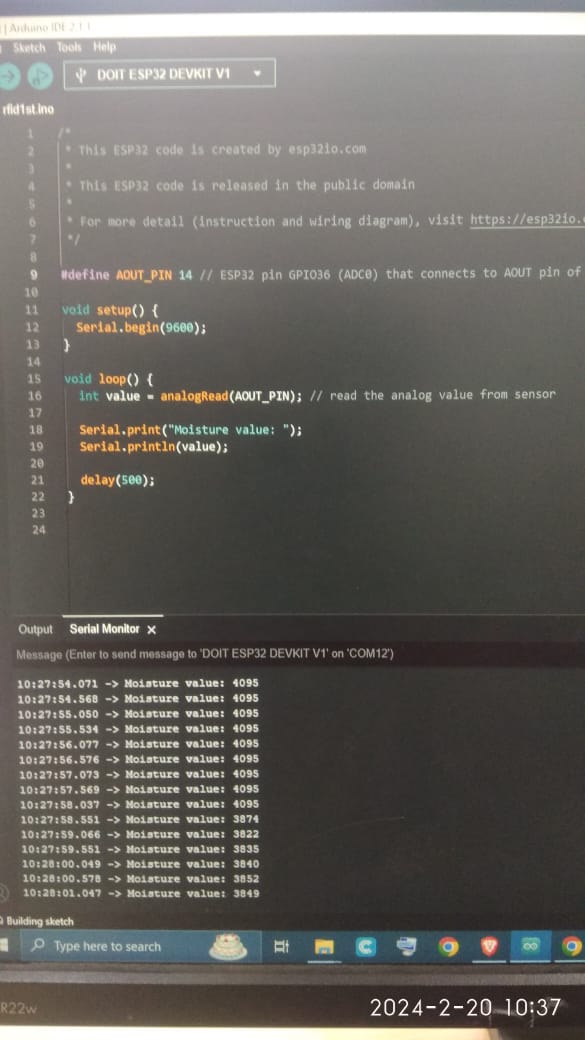 | Arduino IDE 2.1.1
Sketch Tools Help
DOIT ESP32 DEVKIT V1
rfid1st.ino
1 /*
2 * This ESP32 code is created by esp32io.com
3 *
4 * This ESP32 code is released in the public domain
5 *
6 * For more detail (instruction and wiring diagram), visit https://esp32io.
7 */
8
9 #define AOUT_PIN 14 // ESP32 pin GPIO36 (ADC0) that connects to AOUT pin of
10
11 void setup() {
12 Serial.begin(9600);
13 }
14
15 void loop() {
16 int value = analogRead(AOUT_PIN); // read the analog value from sensor
17
18 Serial.print("Moisture value: ");
19 Serial.println(value);
20
21 delay(500);
22 }
23
24
Output Serial Monitor ×
Message (Enter to send message to 'DOIT ESP32 DEVKIT V1' on 'COM12')
10:27:54.071 -> Moisture value: 4095
10:27:54.568 -> Moisture value: 4095
10:27:55.050 -> Moisture value: 4095
10:27:55.534 -> Moisture value: 4095
10:27:56.077 -> Moisture value: 4095
10:27:56.576 -> Moisture value: 4095
10:27:57.073 -> Moisture value: 4095
10:27:57.569 -> Moisture value: 4095
10:27:58.037 -> Moisture value: 4095
10:27:58.551 -> Moisture value: 3874
10:27:59.066 -> Moisture value: 3822
10:27:59.551 -> Moisture value: 3835
10:28:00.049 -> Moisture value: 3840
10:28:00.578 -> Moisture value: 3852
10:28:01.047 -> Moisture value: 3849
Building sketch
Type here to search
R22w
2024-2-20 10:37